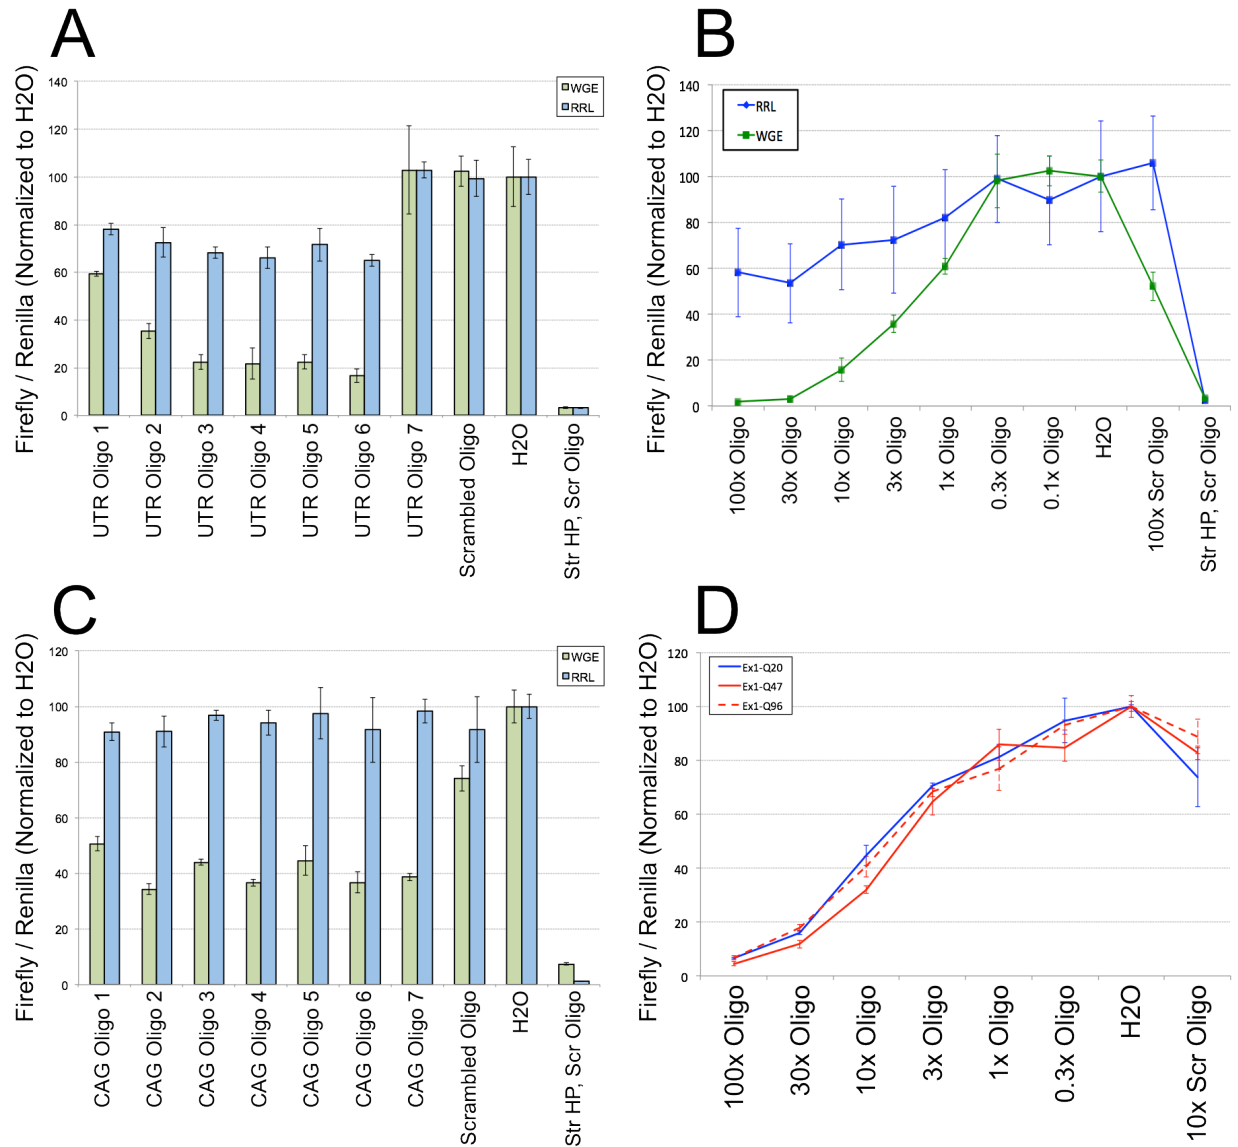 A
Firefly / Renilla (Normalized to H2O)
140
120
100
80
60
40
20
0
WGE
RRL
UTR Oligo 1
UTR Oligo 2
UTR Oligo 3
UTR Oligo 4
UTR Oligo 5
UTR Oligo 6
UTR Oligo 7
Scrambled Oligo
H2O
Str HP, Scr Oligo
B
Firefly / Renilla (Normalized to H2O)
140
120
100
80
60
40
20
0
RRL
WGE
100x Oligo
30x Oligo
10x Oligo
3x Oligo
1x Oligo
0.3x Oligo
0.1x Oligo
H2O
100x Scr Oligo
Str HP, Scr Oligo
C
Firefly / Renilla (Normalized to H2O)
120
100
80
60
40
20
0
WGE
RRL
CAG Oligo 1
CAG Oligo 2
CAG Oligo 3
CAG Oligo 4
CAG Oligo 5
CAG Oligo 6
CAG Oligo 7
Scrambled Oligo
H2O
Str HP, Scr Oligo
D
Firefly / Renilla (Normalized to H2O)
120
100
80
60
40
20
0
Ex1-Q20
Ex1-Q47
Ex1-Q96
100x Oligo
30x Oligo
10x Oligo
3x Oligo
1x Oligo
0.3x Oligo
H2O
10x Scr Oligo